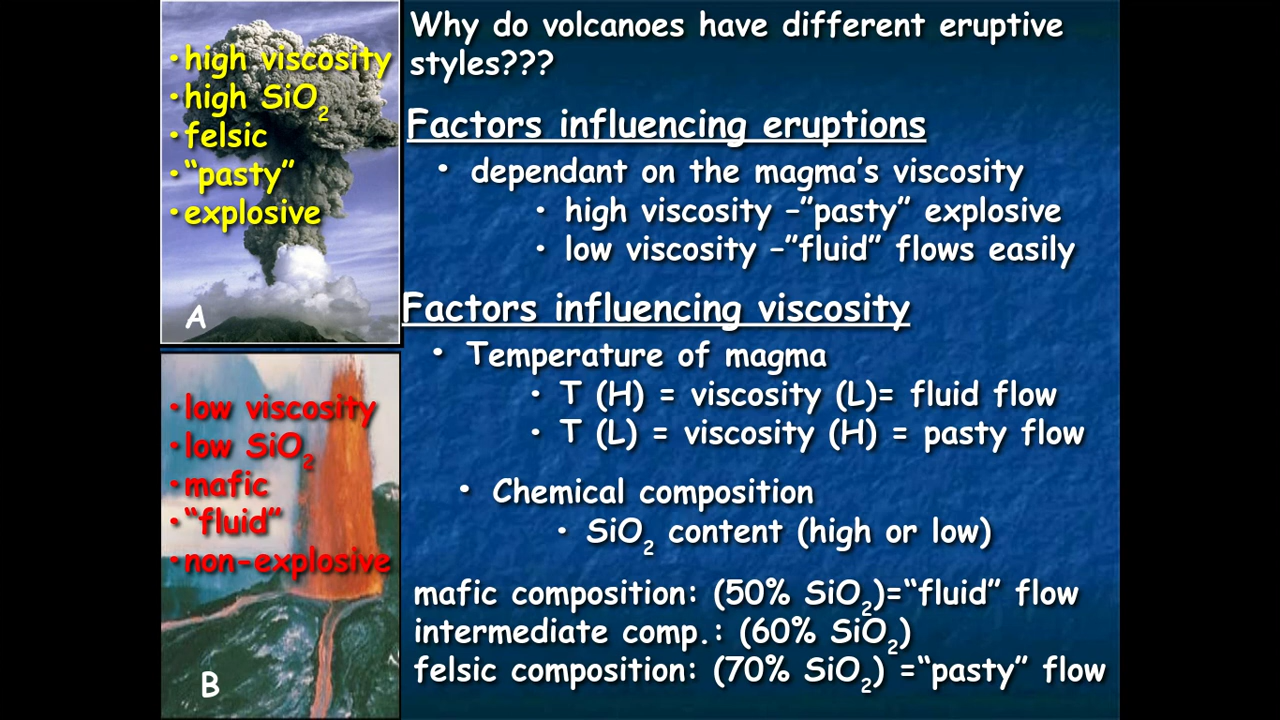 •high viscosity
•high SiO₂
•felsic
•“pasty”
•explosive
A
•low viscosity
•low SiO₂
•mafic
•“fluid”
•non-explosive
B
Why do volcanoes have different eruptive
styles???
Factors influencing eruptions
• dependant on the magma’s viscosity
• high viscosity –”pasty” explosive
• low viscosity –”fluid” flows easily
Factors influencing viscosity
• Temperature of magma
• T (H) = viscosity (L)= fluid flow
• T (L) = viscosity (H) = pasty flow
• Chemical composition
• SiO₂ content (high or low)
mafic composition: (50% SiO₂)=“fluid” flow
intermediate comp.: (60% SiO₂)
felsic composition: (70% SiO₂) =“pasty” flow